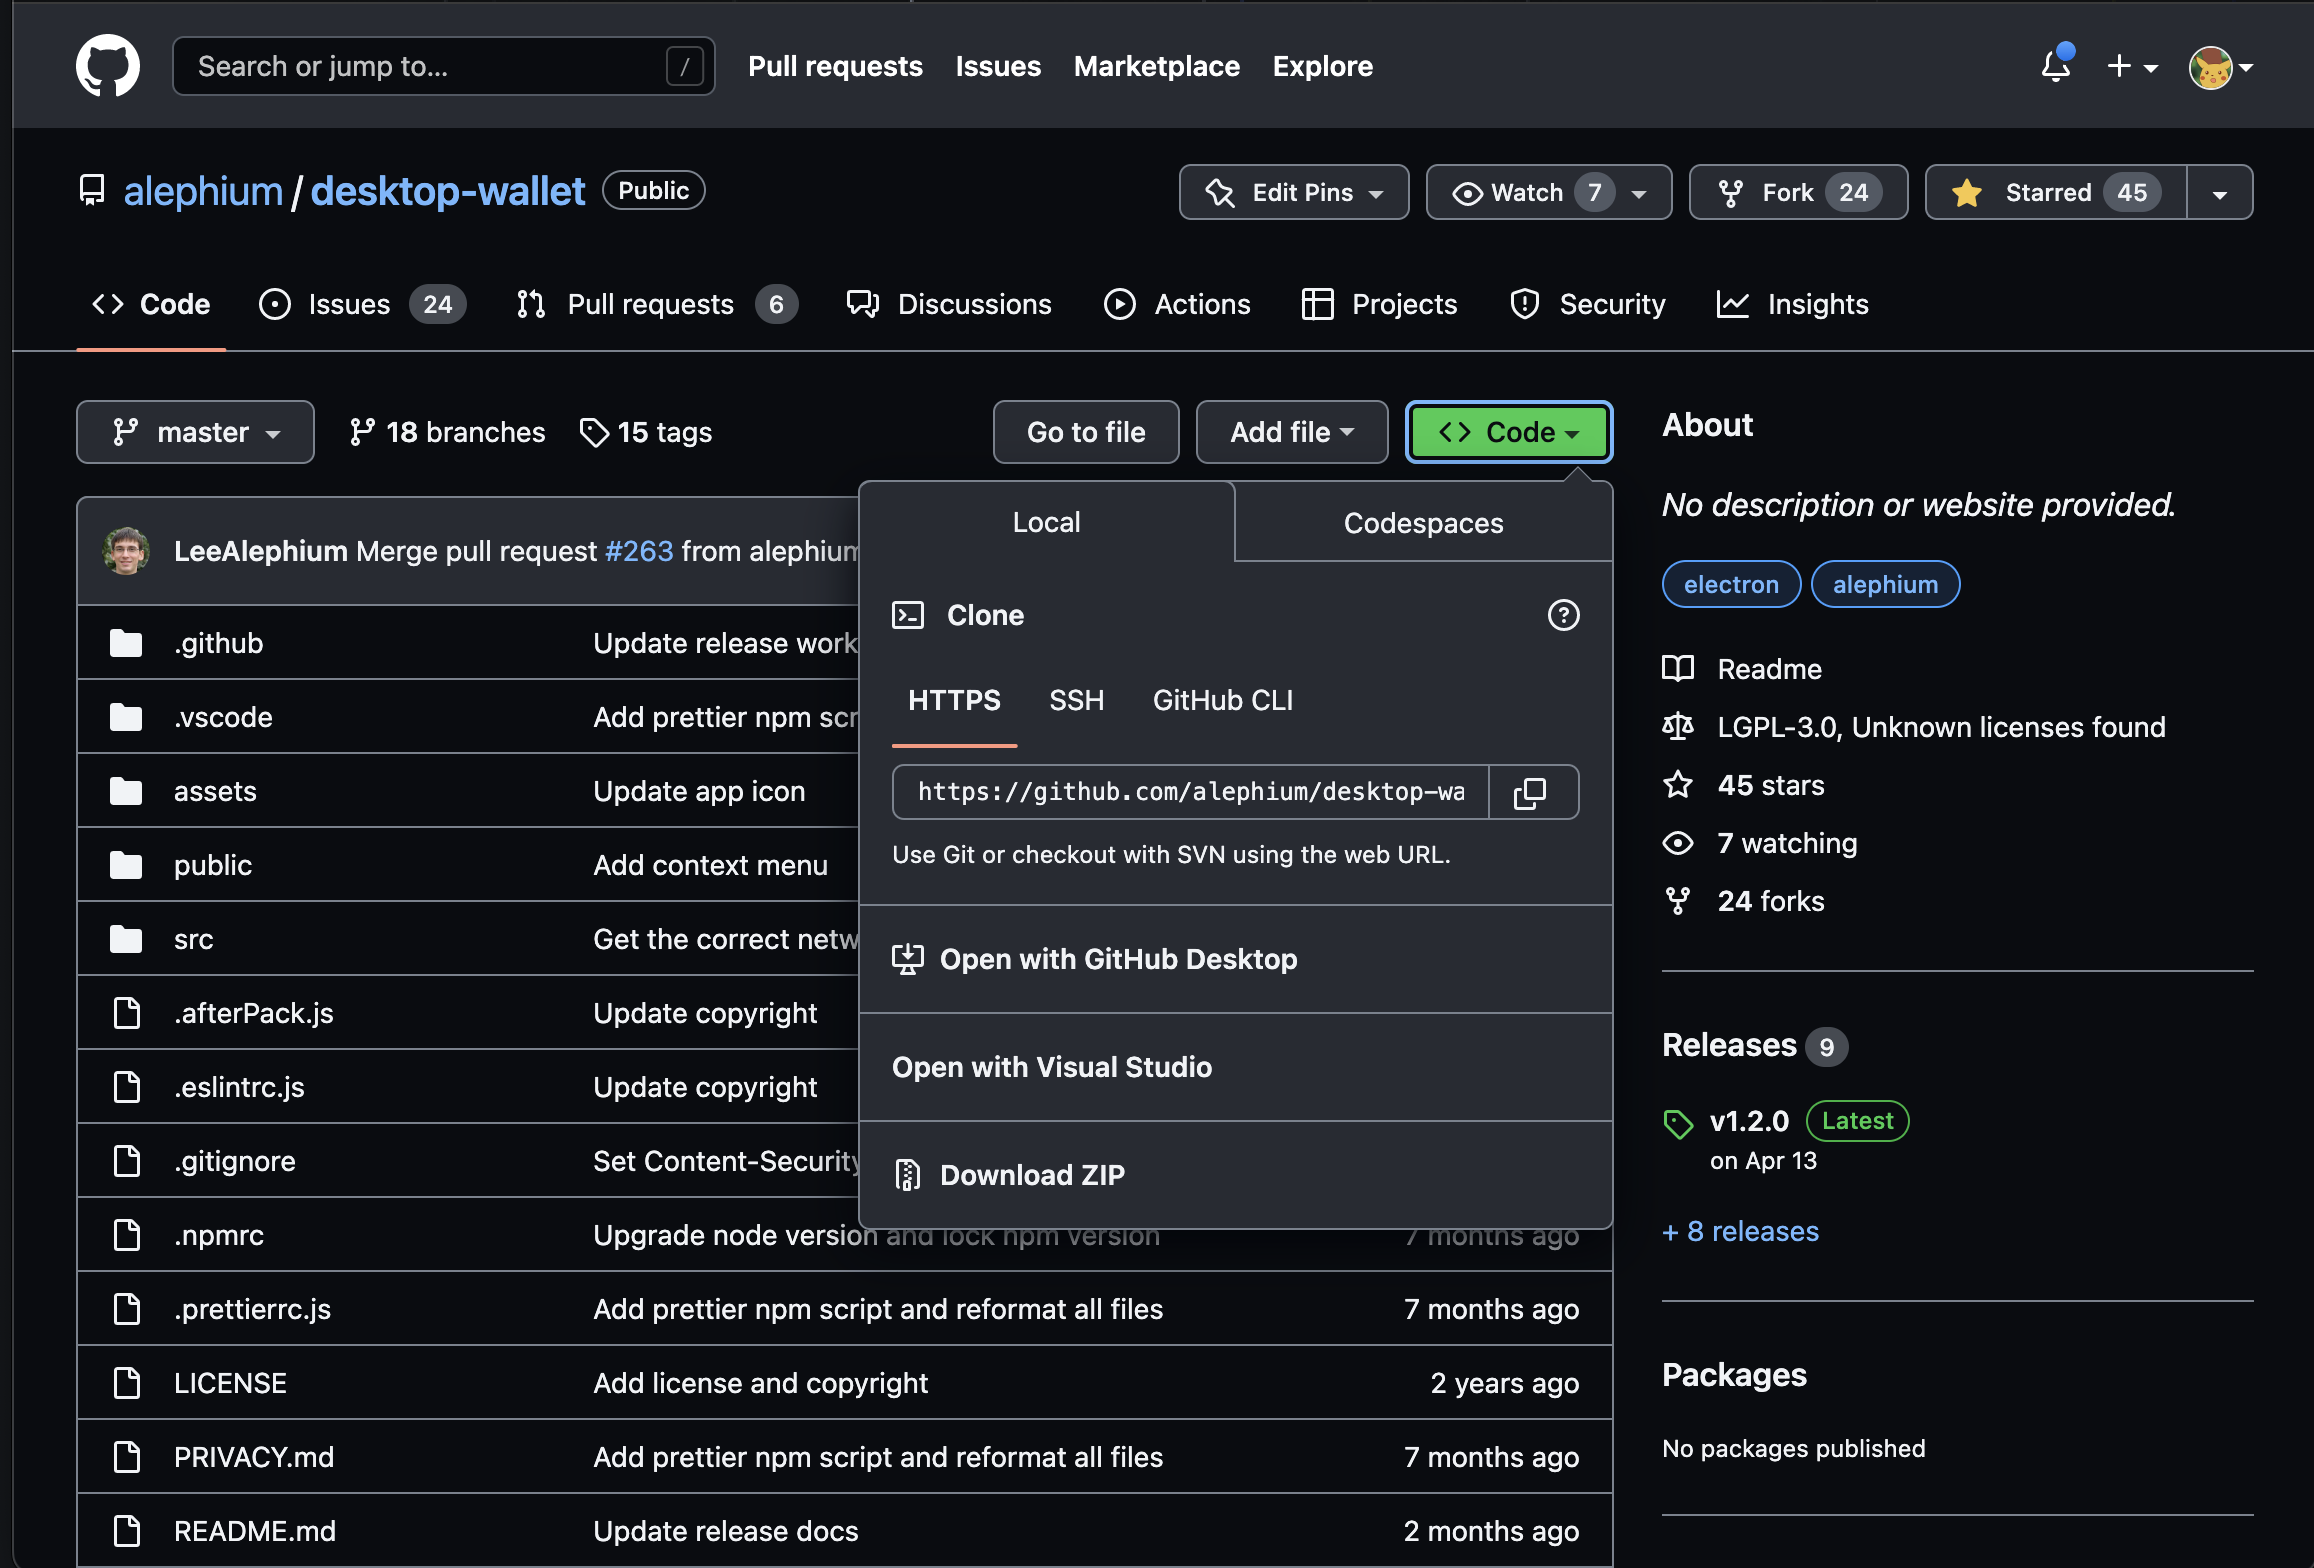 Search or jump to... /
Pull requests Issues Marketplace Explore
alephium / desktop-wallet Public
Edit Pins Watch 7 Fork 24 Starred 45
Code Issues 24 Pull requests 6 Discussions Actions Projects Security Insights
master 18 branches 15 tags Go to file Add file Code
LeeAlephium Merge pull request #263 from alephium
.github Update release work
.vscode Add prettier npm scr
assets Update app icon
public Add context menu
src Get the correct netw
.afterPack.js Update copyright
.eslintrc.js Update copyright
.gitignore Set Content-Security
.npmrc Upgrade node version and lock npm version 7 months ago
.prettierrc.js Add prettier npm script and reformat all files 7 months ago
LICENSE Add license and copyright 2 years ago
PRIVACY.md Add prettier npm script and reformat all files 7 months ago
README.md Update release docs 2 months ago
Local Codespaces
Clone
HTTPS SSH GitHub CLI
https://github.com/alephium/desktop-wa
Use Git or checkout with SVN using the web URL.
Open with GitHub Desktop
Open with Visual Studio
Download ZIP
About
No description or website provided.
electron alephium
Readme
LGPL-3.0, Unknown licenses found
45 stars
7 watching
24 forks
Releases 9
v1.2.0 Latest
on Apr 13
+ 8 releases
Packages
No packages published